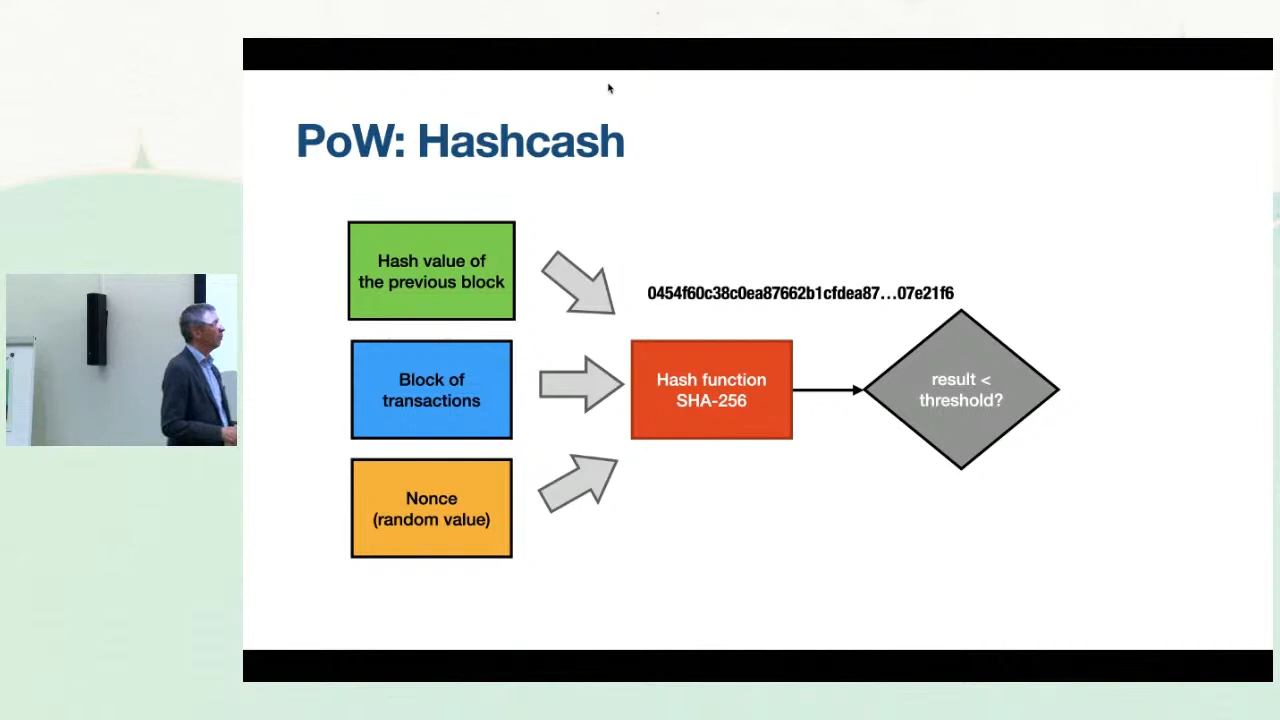 PoW: Hashcash
Hash value of
the previous block
0454f60c38c0ea87662b1cfdea87...07e21f6
Block of
transactions
Hash function
SHA-256
result <
threshold?
Nonce
(random value)